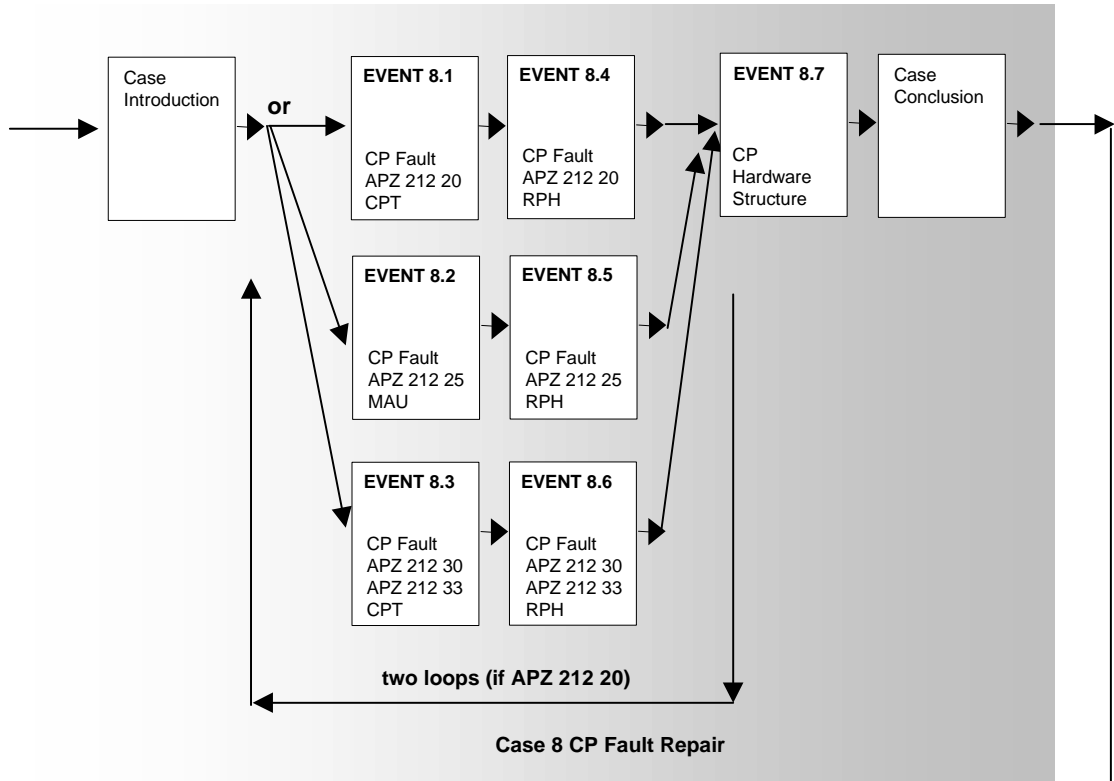 Case
Introduction
or
EVENT 8.1
CP Fault
APZ 212 20
CPT
EVENT 8.4
CP Fault
APZ 212 20
RPH
EVENT 8.7
CP
Hardware
Structure
Case
Conclusion
EVENT 8.2
CP Fault
APZ 212 25
MAU
EVENT 8.5
CP Fault
APZ 212 25
RPH
EVENT 8.3
CP Fault
APZ 212 30
APZ 212 33
CPT
EVENT 8.6
CP Fault
APZ 212 30
APZ 212 33
RPH
two loops (if APZ 212 20)
Case 8 CP Fault Repair